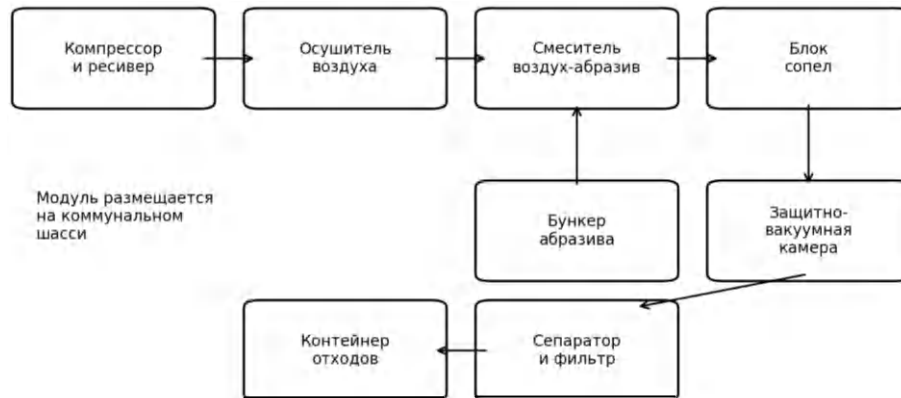 Компрессор
и ресивер
Осушитель
воздуха
Смеситель
воздух-абразив
Блок
сопел
Модуль размещается
на коммунальном
шасси
Бункер
абразива
Защитно-
вакуумная
камера
Контейнер
отходов
Сепаратор
и фильтр